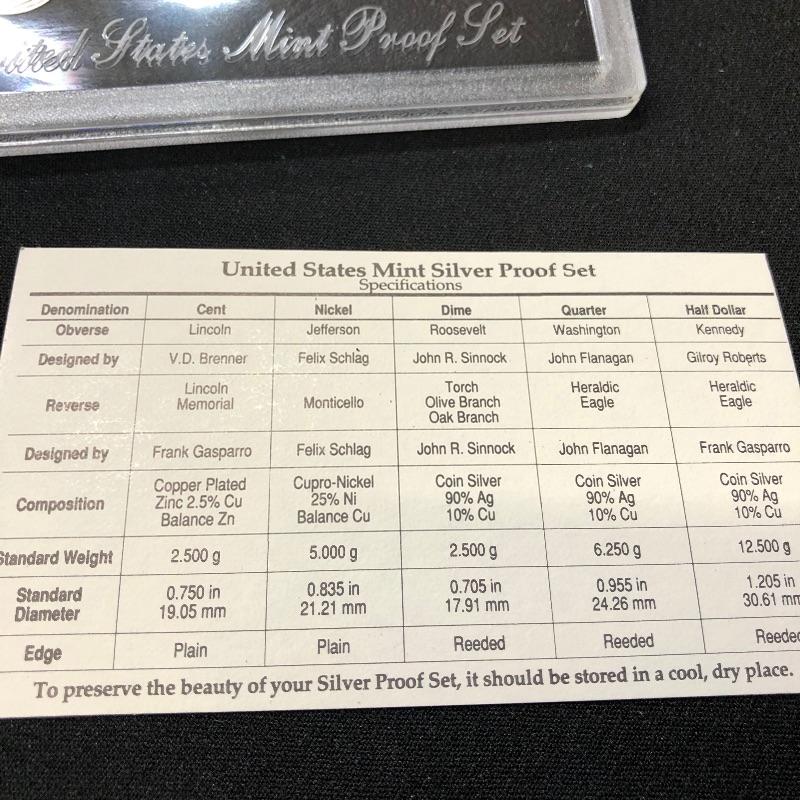 States Mint Proof Set
United States Mint Silver Proof Set
Specifications
Denomination Cent Nickel Dime Quarter Half Dollar
Obverse Lincoln Jefferson Roosevelt Washington Kennedy
Designed by V.D. Brenner Felix Schlag John R. Sinnock John Flanagan Gilroy Roberts
Reverse Lincoln Memorial Monticello Torch Olive Branch Oak Branch Heraldic Eagle Heraldic Eagle
Designed by Frank Gasparro Felix Schlag John R. Sinnock John Flanagan Frank Gasparro
Composition Copper Plated Zinc 2.5% Cu Balance Zn Cupro-Nickel 25% Ni Balance Cu Coin Silver 90% Ag 10% Cu Coin Silver 90% Ag 10% Cu Coin Silver 90% Ag 10% Cu
Standard Weight 2.500 g 5.000 g 2.500 g 6.250 g 12.500 g
Standard Diameter 0.750 in 19.05 mm 0.835 in 21.21 mm 0.705 in 17.91 mm 0.955 in 24.26 mm 1.205 in 30.61 mm
Edge Plain Plain Reeded Reeded Reeded
To preserve the beauty of your Silver Proof Set, it should be stored in a cool, dry place.